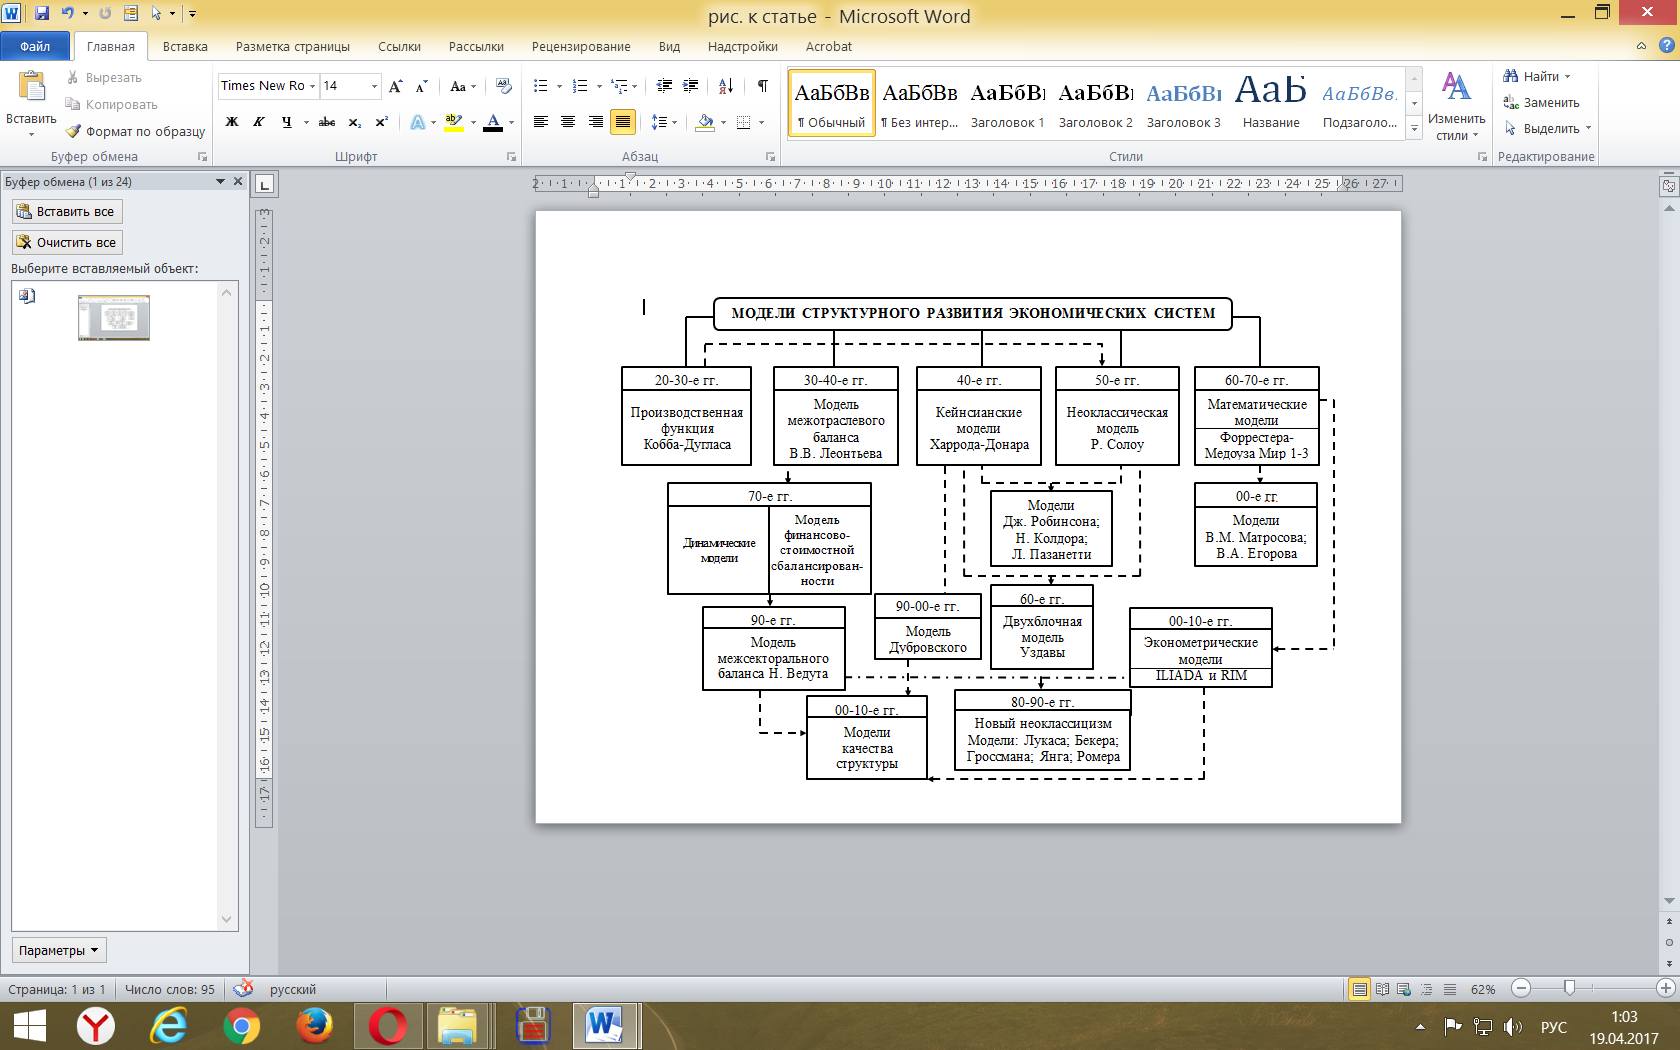 рис. к статье - Microsoft Word
Файл
Главная
Вставка
Разметка страницы
Ссылки
Рассылки
Рецензирование
Вид
Надстройки
Acrobat
Вставить
Вырезать
Копировать
Формат по образцу
Буфер обмена
Times New Ro
14
Шрифт
Абзац
АаБбВв
¶ Обычный
АаБбВв
¶ Без интер...
АаБбВı
Заголовок 1
АаБбВı
Заголовок 2
АаБбВı
Заголовок 3
АаБ
Название
АаБбВв.
Подзаголо...
Стили
Изменить
стили
Найти
Заменить
Выделить
Редактирование
Буфер обмена (1 из 24)
Вставить все
Очистить все
Выберите вставляемый объект:
Параметры
МОДЕЛИ СТРУКТУРНОГО РАЗВИТИЯ ЭКОНОМИЧЕСКИХ СИСТЕМ
20-30-е гг.
Производственная
функция
Кобба-Дугласа
30-40-е гг.
Модель
межотраслевого
баланса
В.В. Леонтьева
40-е гг.
Кейнсианские
модели
Харрода-Донара
50-е гг.
Неоклассическая
модель
Р. Солоу
60-70-е гг.
Математические
модели
Форрестера-
Медоуза Мир 1-3
70-е гг.
Динамические
модели
Модель
финансово-
стоимостной
сбалансирован-
ности
Модели
Дж. Робинсона;
Н. Колдора;
Л. Пазанетти
00-е гг.
Модели
В.М. Матросова;
В.А. Егорова
90-е гг.
Модель
межсекторального
баланса Н. Ведута
90-00-е гг.
Модель
Дубровского
60-е гг.
Двухблочная
модель
Уздавы
00-10-е гг.
Эконометрические
модели
ILIADA и RIM
00-10-е гг.
Модели
качества
структуры
80-90-е гг.
Новый неоклассицизм
Модели: Лукаса; Бекера;
Гроссмана; Янга; Ромера
Страница: 1 из 1
Число слов: 95
русский
62%
РУС
1:03
19.04.2017